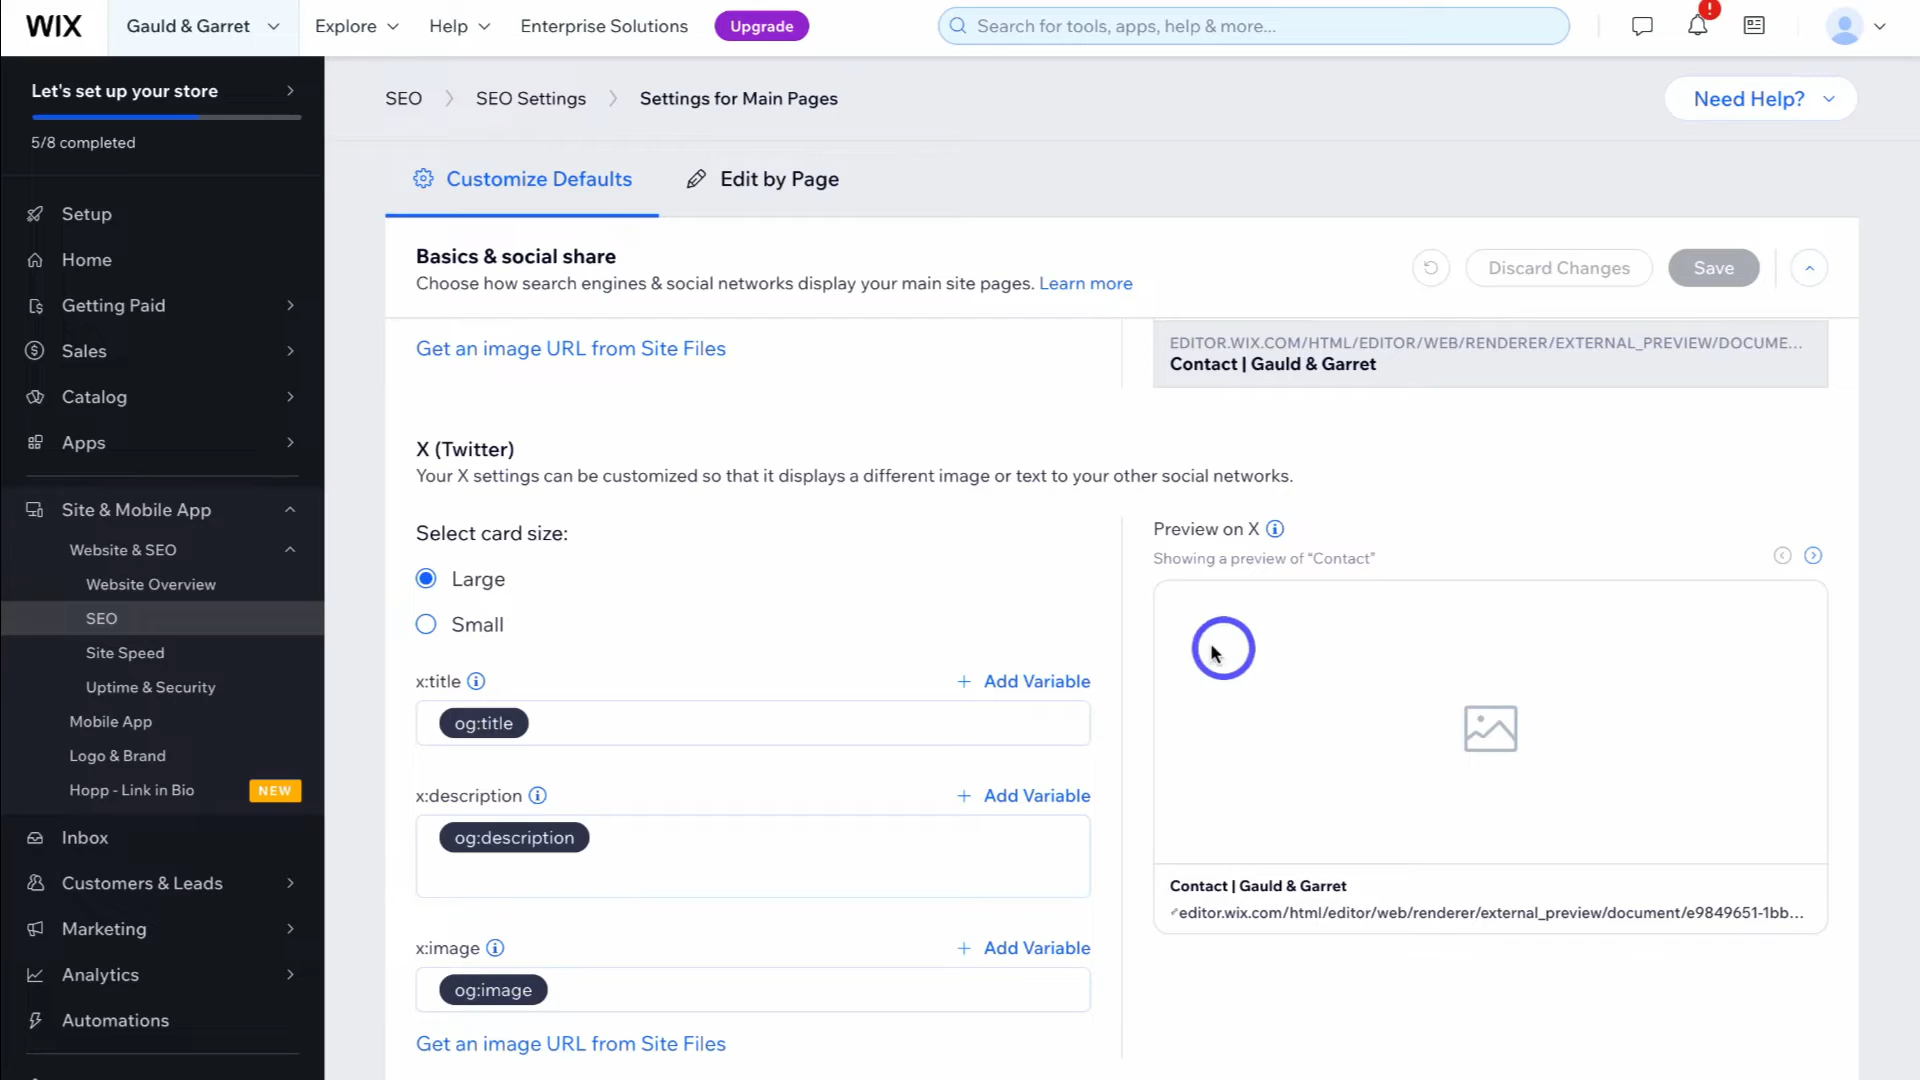 WIX
Gauld & Garret
Explore
Help
Enterprise Solutions
Upgrade
Search for tools, apps, help & more...
!
Let's set up your store
5/8 completed
Setup
Home
Getting Paid
Sales
Catalog
Apps
Site & Mobile App
Website & SEO
Website Overview
SEO
Site Speed
Uptime & Security
Mobile App
Logo & Brand
Hopp - Link in Bio
NEW
Inbox
Customers & Leads
Marketing
Analytics
Automations
SEO
SEO Settings
Settings for Main Pages
Need Help?
Customize Defaults
Edit by Page
Basics & social share
Choose how search engines & social networks display your main site pages. Learn more
Discard Changes
Save
Get an image URL from Site Files
EDITOR.WIX.COM/HTML/EDITOR/WEB/RENDERER/EXTERNAL_PREVIEW/DOCUME...
Contact | Gauld & Garret
X (Twitter)
Your X settings can be customized so that it displays a different image or text to your other social networks.
Select card size:
Large
Small
x:title
+ Add Variable
og:title
x:description
+ Add Variable
og:description
x:image
+ Add Variable
og:image
Get an image URL from Site Files
Preview on X
Showing a preview of “Contact”
Contact | Gauld & Garret
editor.wix.com/html/editor/web/renderer/external_preview/document/e9849651-1bb...